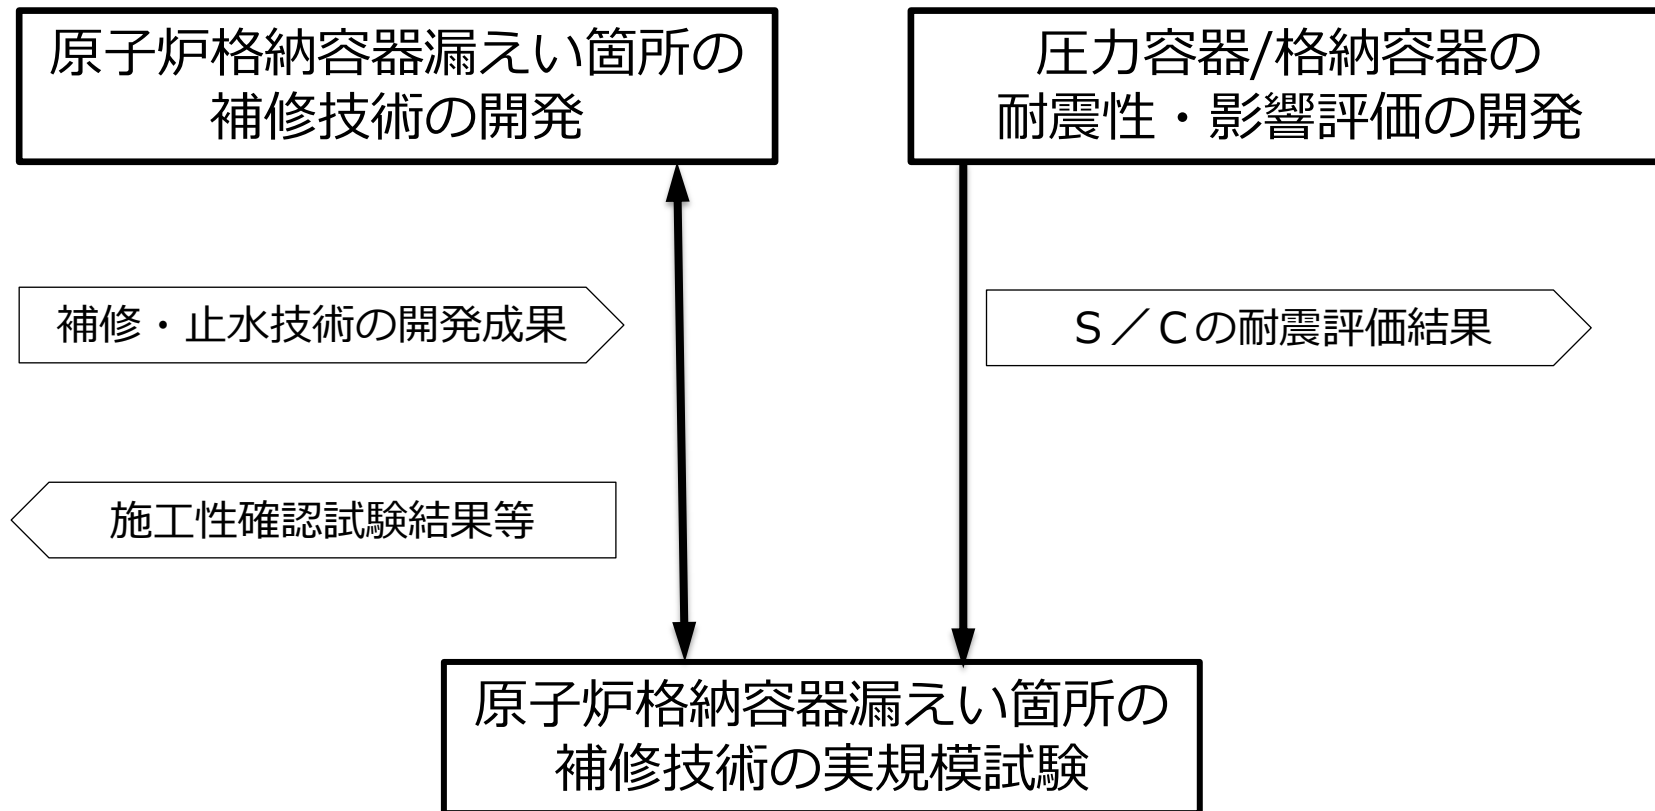 原子炉格納容器漏えい箇所の
補修技術の開発
圧力容器/格納容器の
耐震性・影響評価の開発
補修・止水技術の開発成果
Ｓ／Ｃの耐震評価結果
施工性確認試験結果等
原子炉格納容器漏えい箇所の
補修技術の実規模試験